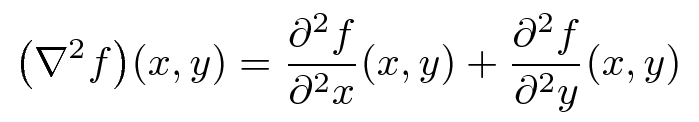 (∇²f)(x, y) = ∂²f/∂²x (x, y) + ∂²f/∂²y (x, y)